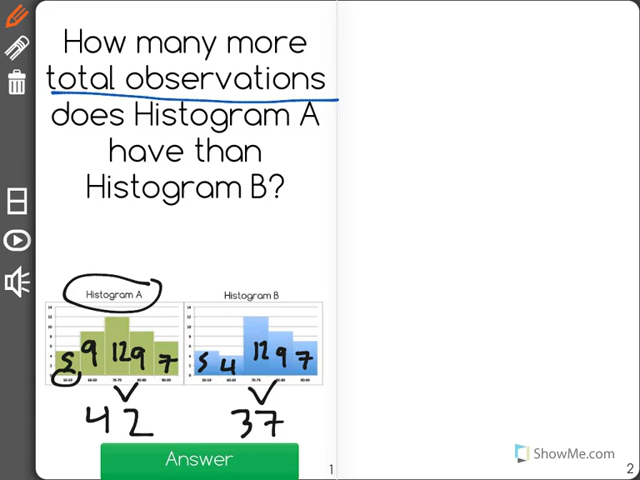 How many more
total observations
does Histogram A
have than
Histogram B?
Histogram A
Histogram B
5 9 12 9 7
5 4 12 9 7
42
37
Answer
1
ShowMe.com
2